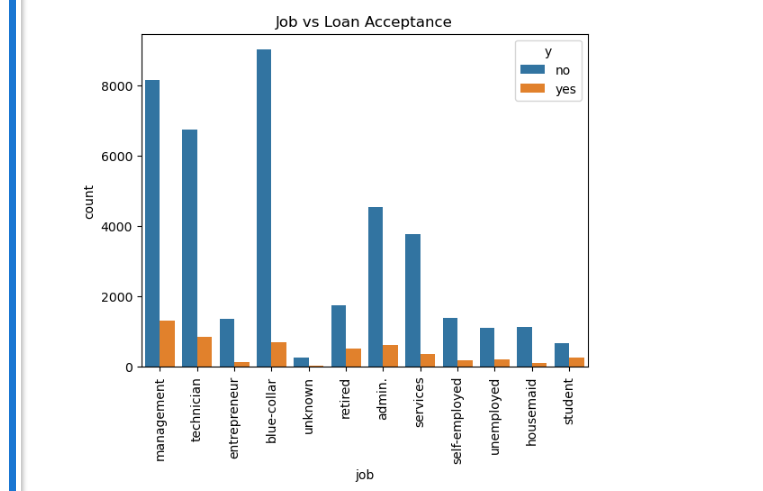 Job vs Loan Acceptance
y
no
yes
8000
6000
4000
2000
0
count
management
technician
entrepreneur
blue-collar
unknown
retired
admin.
services
self-employed
unemployed
housemaid
student
job